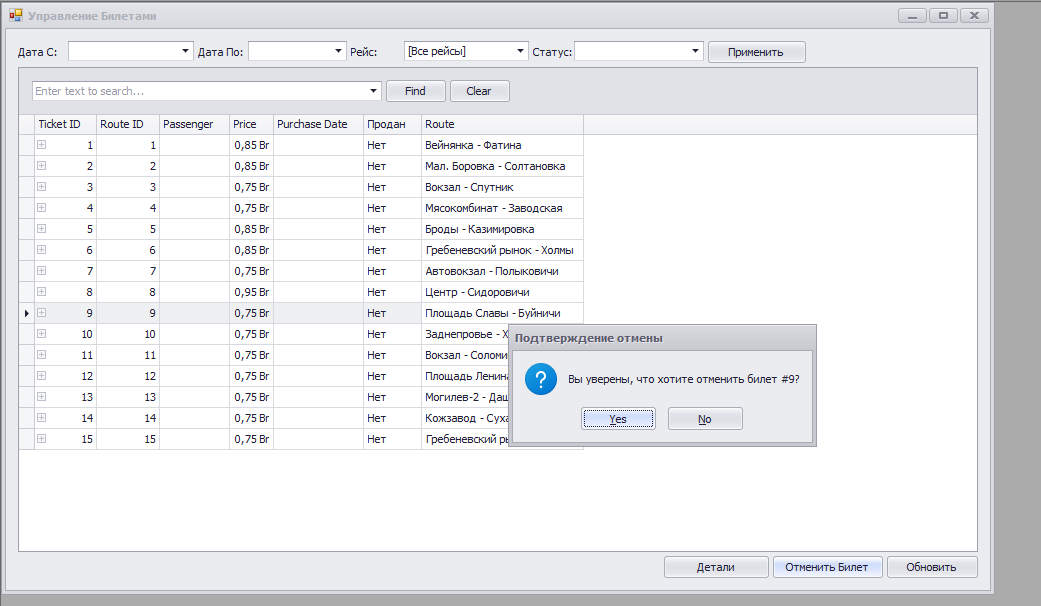 Управление Билетами
Дата С: Дата По: Рейс: [Все рейсы] Статус: Применить
Enter text to search... Find Clear
Ticket ID Route ID Passenger Price Purchase Date Продан Route
1 1 0,85 Br Нет Вейнянка - Фатина
2 2 0,85 Br Нет Мал. Боровка - Солтановка
3 3 0,75 Br Нет Вокзал - Спутник
4 4 0,75 Br Нет Мясокомбинат - Заводская
5 5 0,85 Br Нет Броды - Казимировка
6 6 0,85 Br Нет Гребеневский рынок - Холмы
7 7 0,75 Br Нет Автовокзал - Полыковичи
8 8 0,95 Br Нет Центр - Сидоровичи
9 9 0,75 Br Нет Площадь Славы - Буйничи
10 10 0,75 Br Нет Заднепровье - Х
11 11 0,75 Br Нет Вокзал - Соломи
12 12 0,75 Br Нет Площадь Ленина
13 13 0,75 Br Нет Могилев-2 - Даш
14 14 0,75 Br Нет Кожзавод - Суха
15 15 0,75 Br Нет Гребеневский ры
Подтверждение отмены
Вы уверены, что хотите отменить билет #9?
Yes No
Детали Отменить Билет Обновить